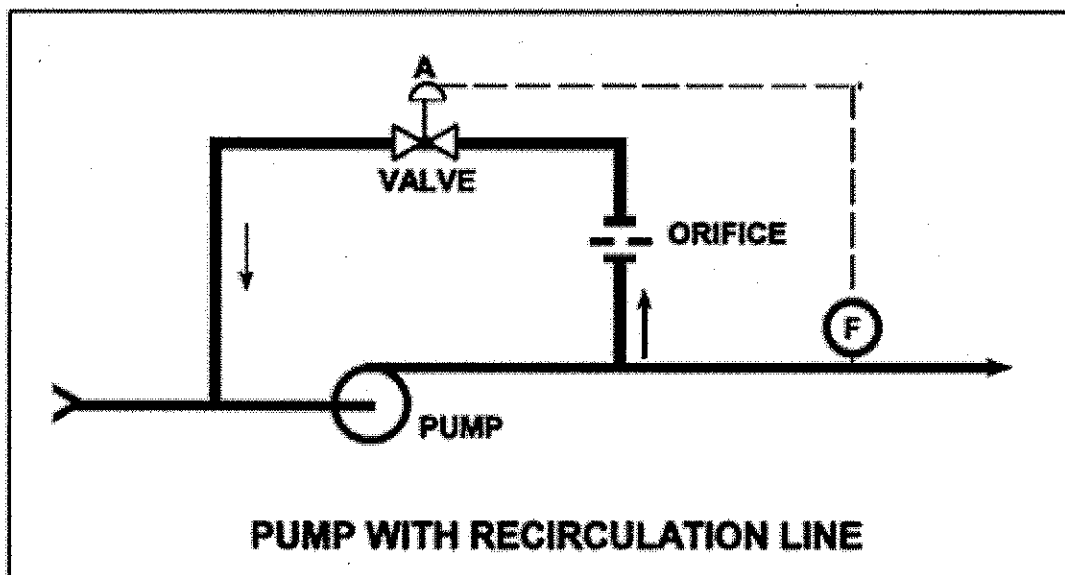 A
VALVE
ORIFICE
F
PUMP
PUMP WITH RECIRCULATION LINE